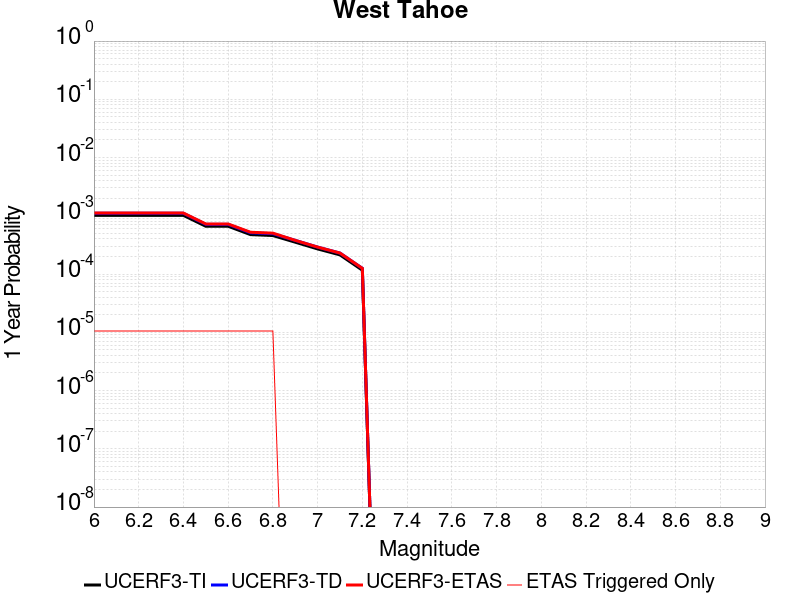 West Tahoe
10^0
10^-1
10^-2
10^-3
10^-4
10^-5
10^-6
10^-7
10^-8
1 Year Probability
6 6.2 6.4 6.6 6.8 7 7.2 7.4 7.6 7.8 8 8.2 8.4 8.6 8.8 9
Magnitude
UCERF3-TI UCERF3-TD UCERF3-ETAS ETAS Triggered Only